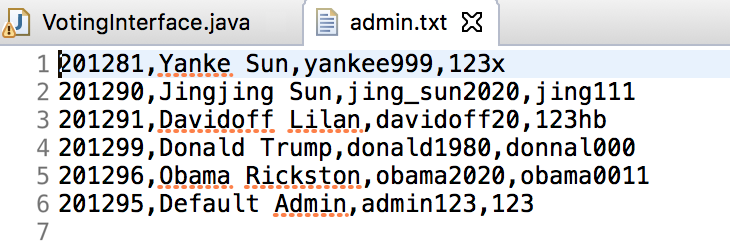 VotingInterface.java admin.txt
1 201281,Yanke Sun,yankee999,123x
2 201290,Jingjing Sun,jing_sun2020,jing111
3 201291,Davidoff Lilan,davidoff20,123hb
4 201299,Donald Trump,donald1980,donnal000
5 201296,Obama Rickston,obama2020,obama0011
6 201295,Default Admin,admin123,123
7